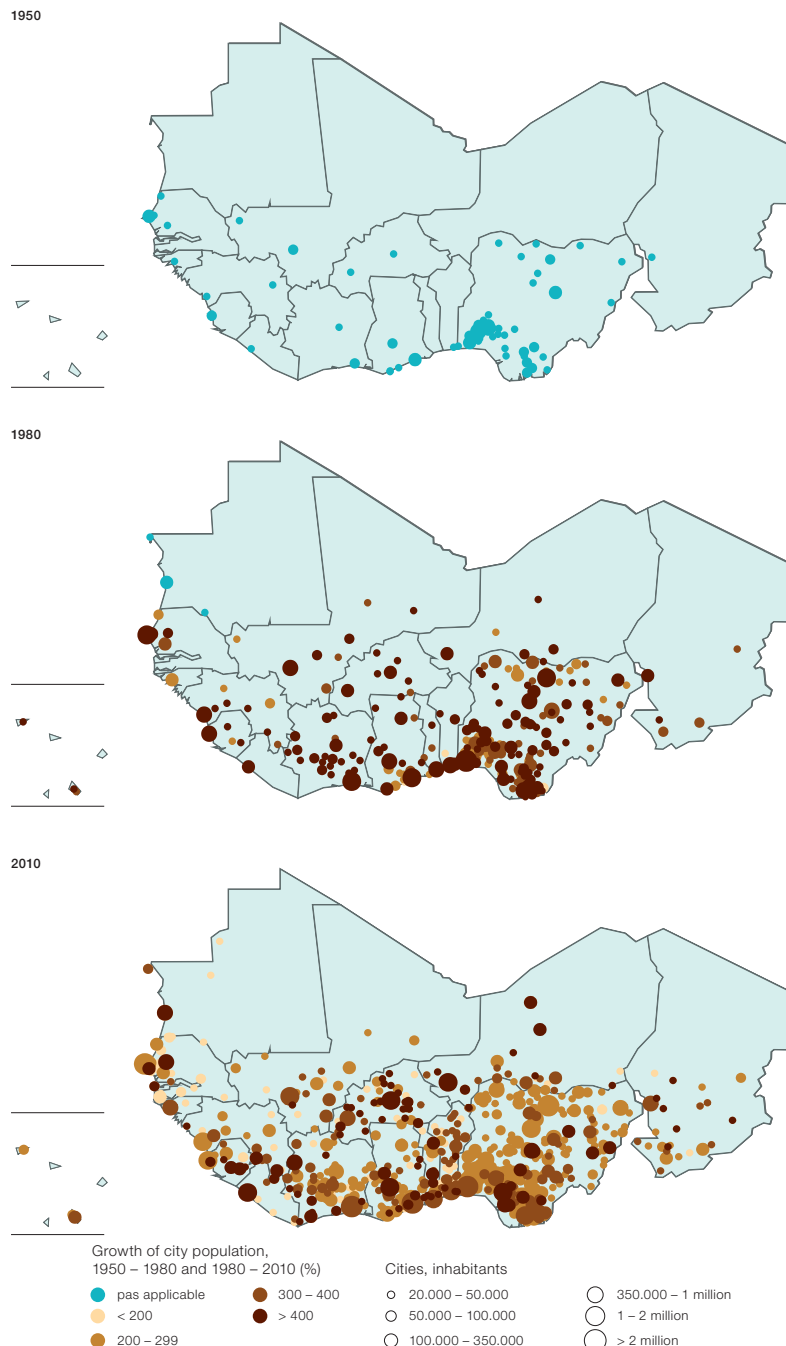 1950
1980
2010
Growth of city population,
1950 – 1980 and 1980 – 2010 (%)
pas applicable
< 200
200 – 299
300 – 400
> 400
Cities, inhabitants
20.000 – 50.000
50.000 – 100.000
100.000 – 350.000
350.000 – 1 million
1 – 2 million
> 2 million